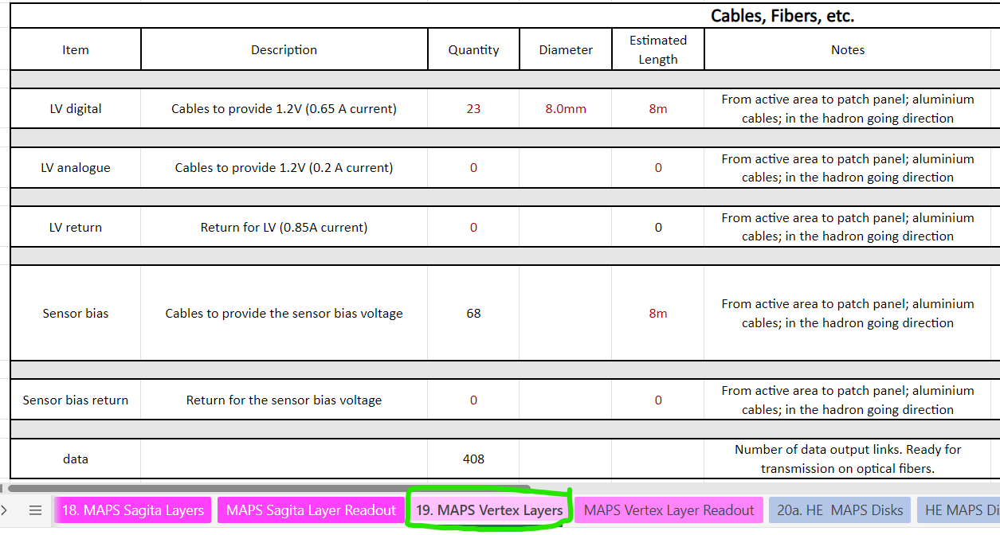 Cables, Fibers, etc.
Item Description Quantity Diameter Estimated Length Notes
LV digital Cables to provide 1.2V (0.65 A current) 23 8.0mm 8m From active area to patch panel; aluminium
cables; in the hadron going direction
LV analogue Cables to provide 1.2V (0.2 A current) 0 0 From active area to patch panel; aluminium
cables; in the hadron going direction
LV return Return for LV (0.85A current) 0 0 From active area to patch panel; aluminium
cables; in the hadron going direction
Sensor bias Cables to provide the sensor bias voltage 68 8m From active area to patch panel; aluminium
cables; in the hadron going direction
Sensor bias return Return for the sensor bias voltage 0 0 From active area to patch panel; aluminium
cables; in the hadron going direction
data 408 Number of data output links. Ready for
transmission on optical fibers.
18. MAPS Sagita Layers MAPS Sagita Layer Readout 19. MAPS Vertex Layers MAPS Vertex Layer Readout 20a. HE MAPS Disks HE MAPS Di